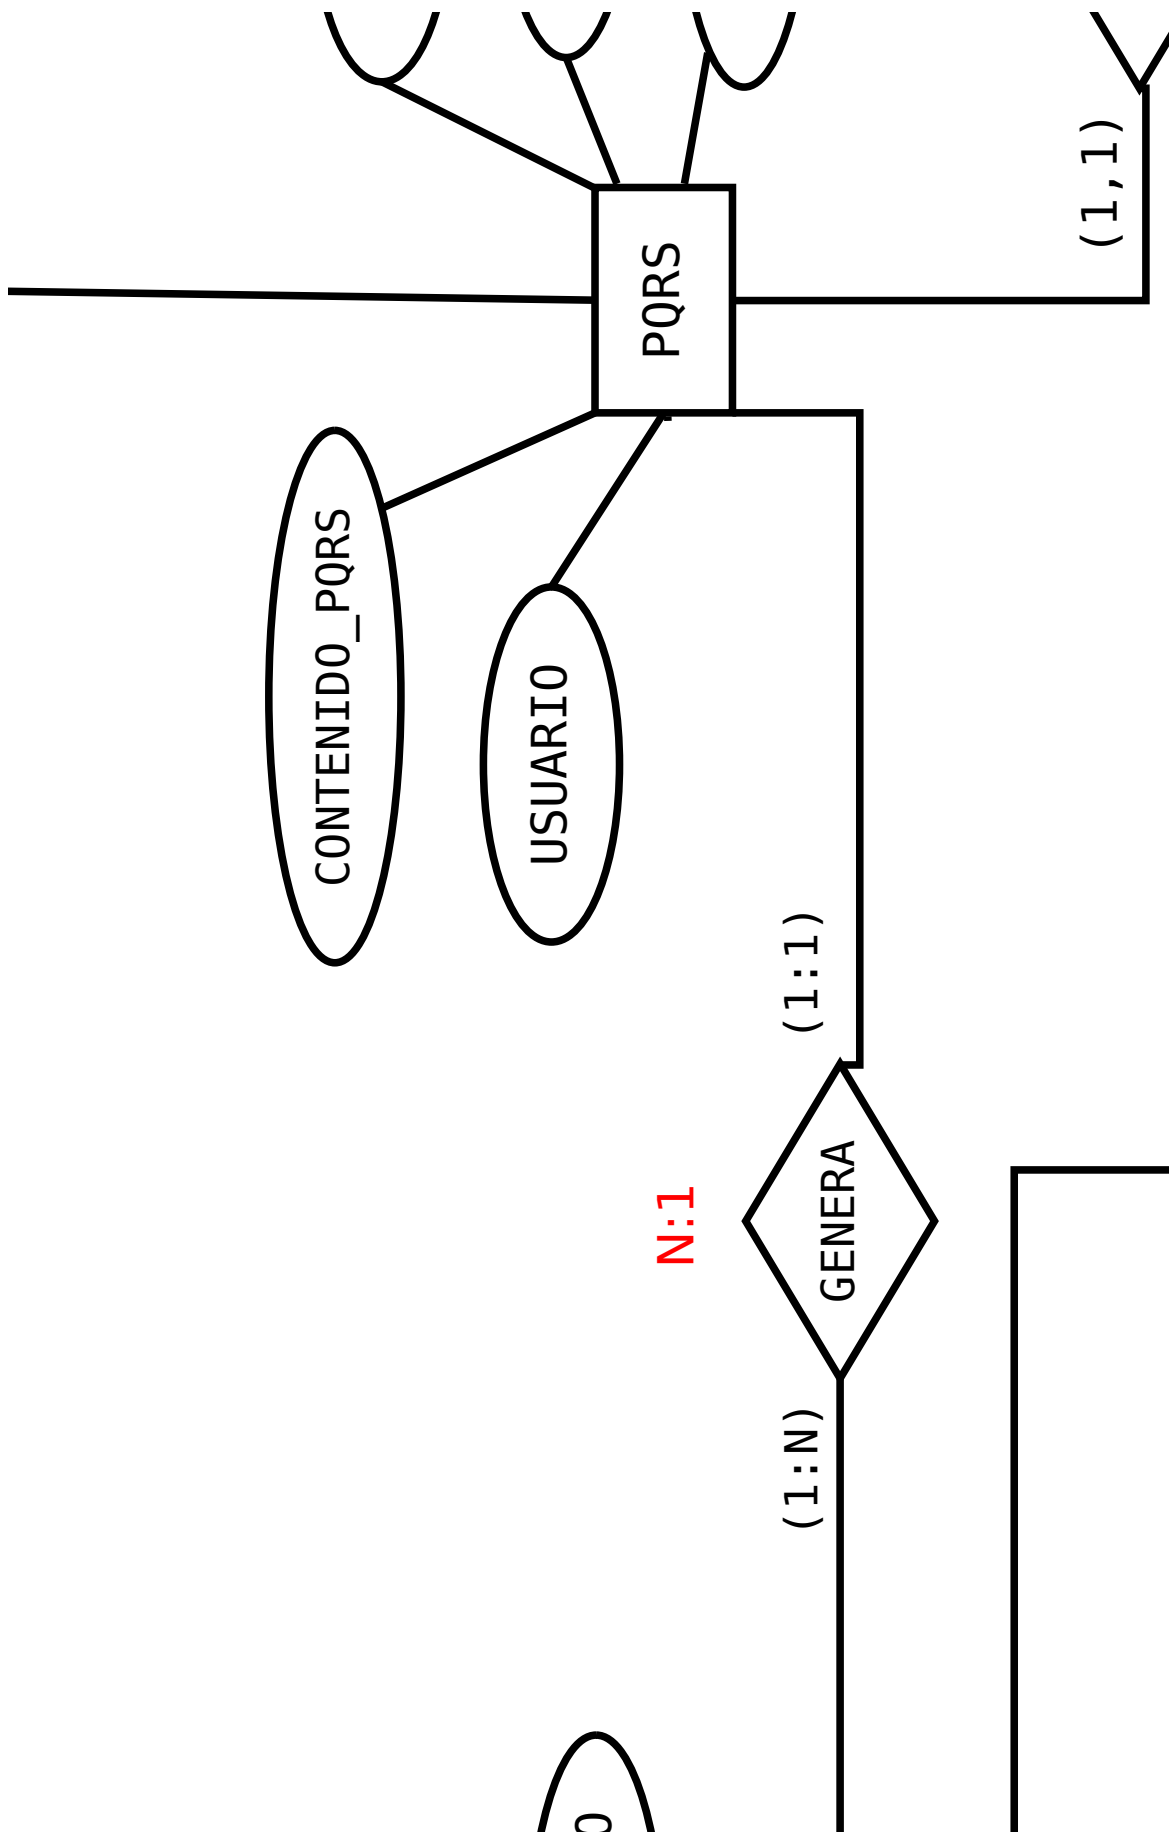 (1,1)
PQRS
CONTENIDO_PQRS
USUARIO
(1:1)
N:1
GENERA
(1:N)
O